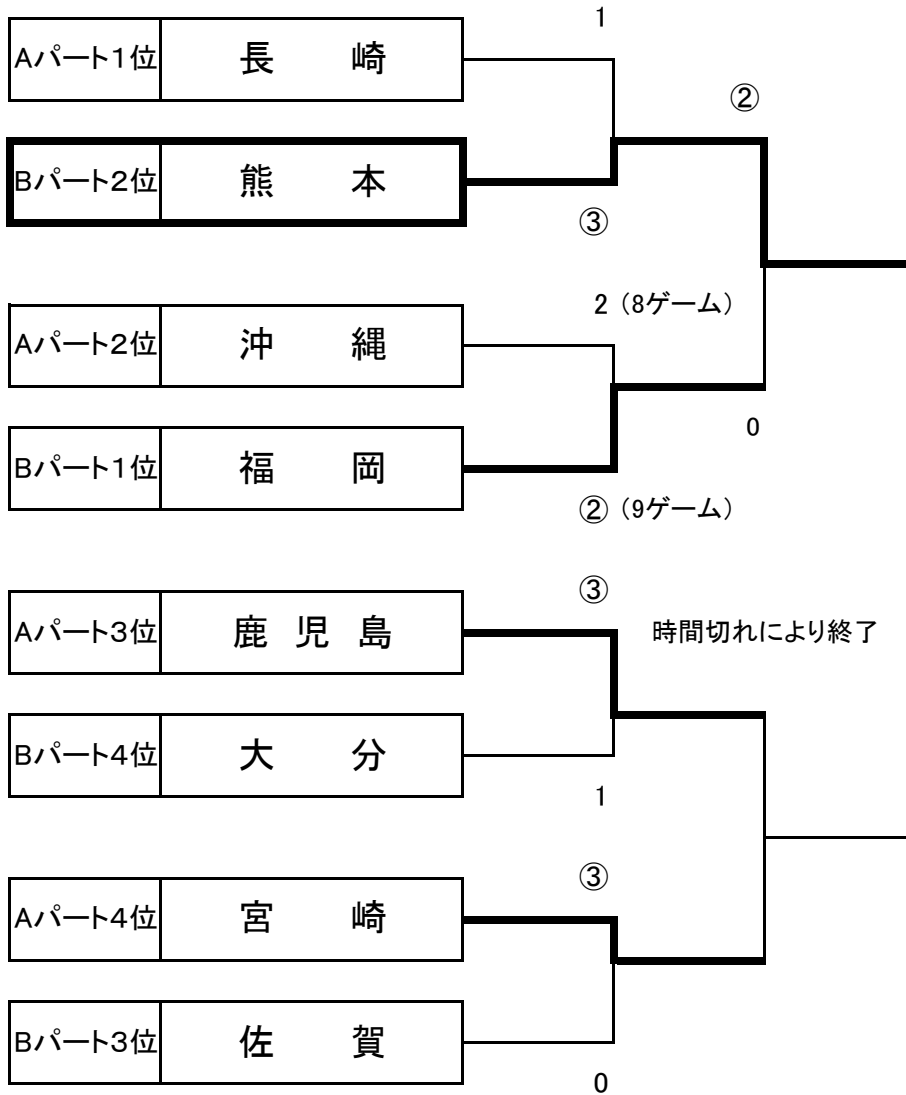 1
Aパート1位 長崎
②
Bパート2位 熊本
③
2 (8ゲーム)
Aパート2位 沖縄
0
Bパート1位 福岡
② (9ゲーム)
③
Aパート3位 鹿児島
時間切れにより終了
Bパート4位 大分
1
③
Aパート4位 宮崎
Bパート3位 佐賀
0